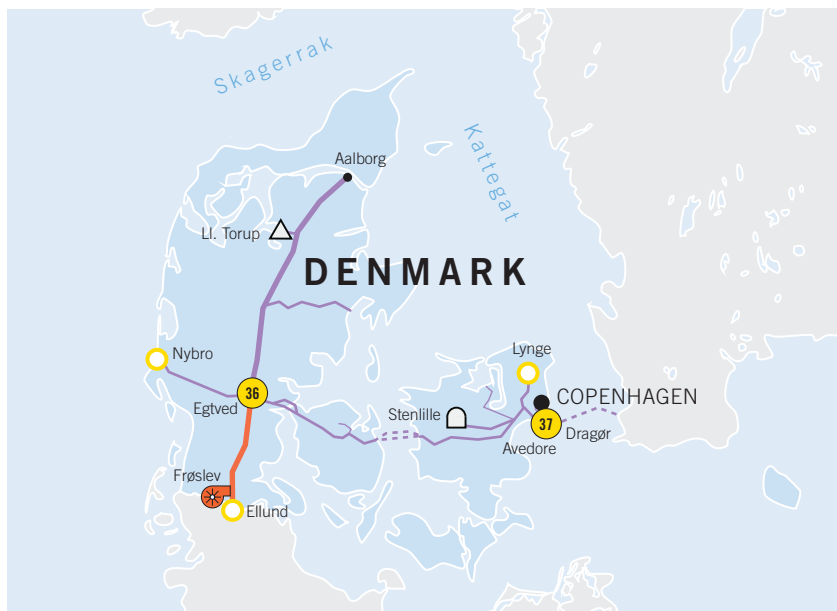 Skagerrak
Kattegat
Aalborg
Ll. Torup
DENMARK
Nybro
Lynge
36
Egtved
COPENHAGEN
Stenlille
37
Dragør
Avedore
Frøslev
Ellund